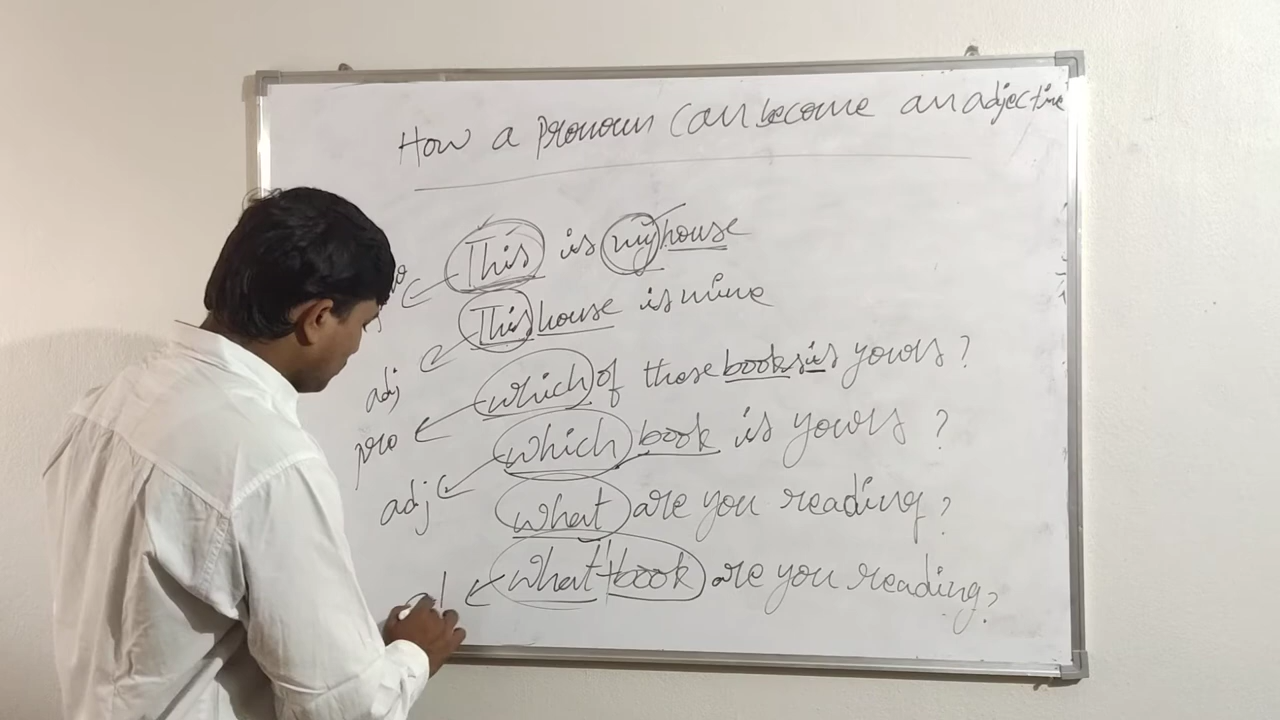 How a pronoun can become an adjective
This is my house
This house is mine
adj
which of those books is yours?
pro
which book is yours?
adj
what are you reading?
what + book are you reading?